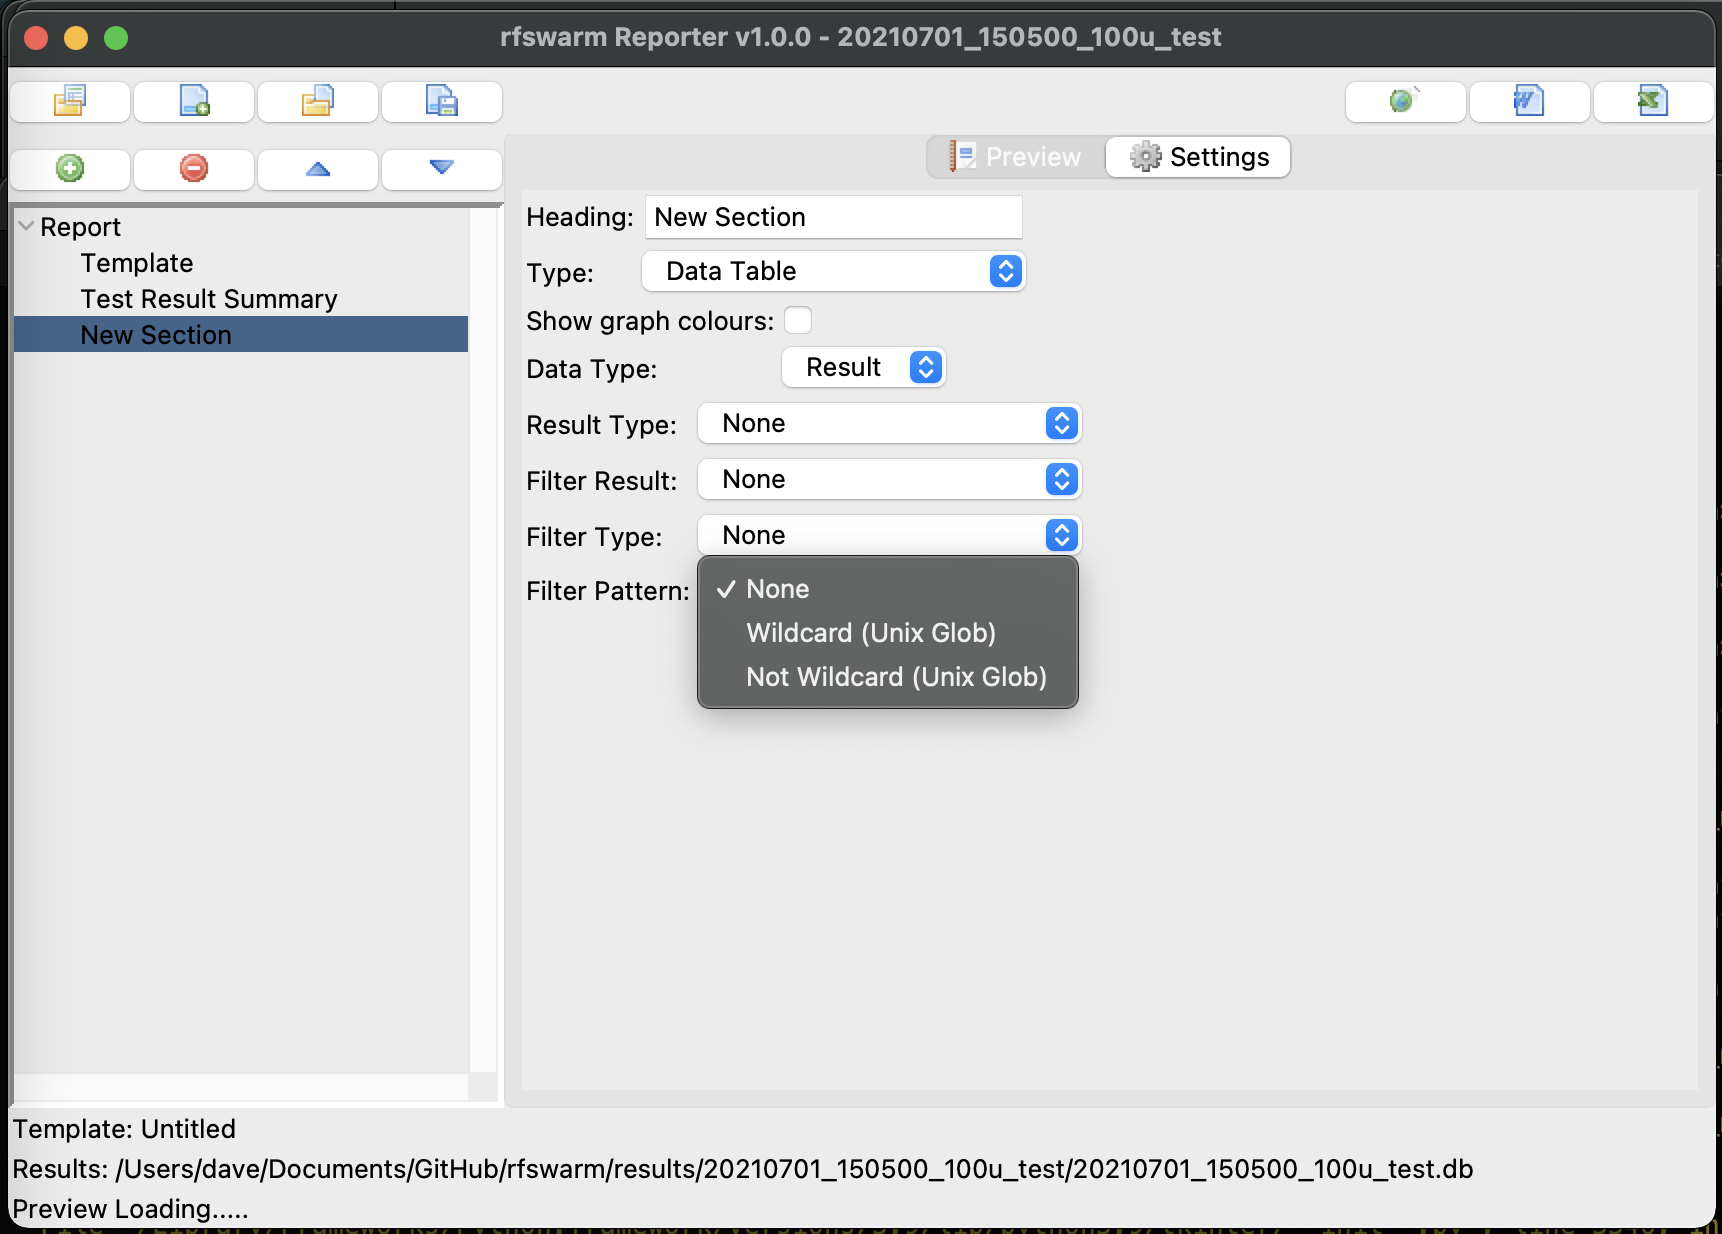 rfswarm Reporter v1.0.0 - 20210701_150500_100u_test
Preview
Settings
Report
Template
Test Result Summary
New Section
Heading: New Section
Type: Data Table
Show graph colours:
Data Type: Result
Result Type: None
Filter Result: None
Filter Type: None
Filter Pattern:
✓ None
Wildcard (Unix Glob)
Not Wildcard (Unix Glob)
Template: Untitled
Results: /Users/dave/Documents/GitHub/rfswarm/results/20210701_150500_100u_test/20210701_150500_100u_test.db
Preview Loading.....